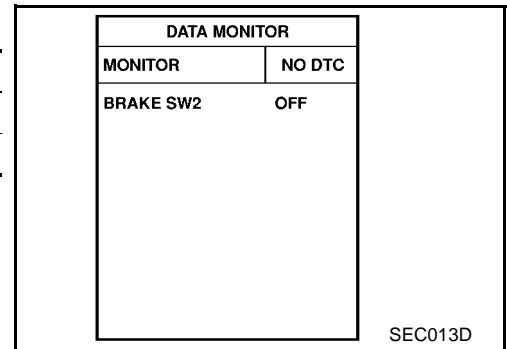 DATA MONITOR
MONITOR NO DTC
BRAKE SW2 OFF
SEC013D